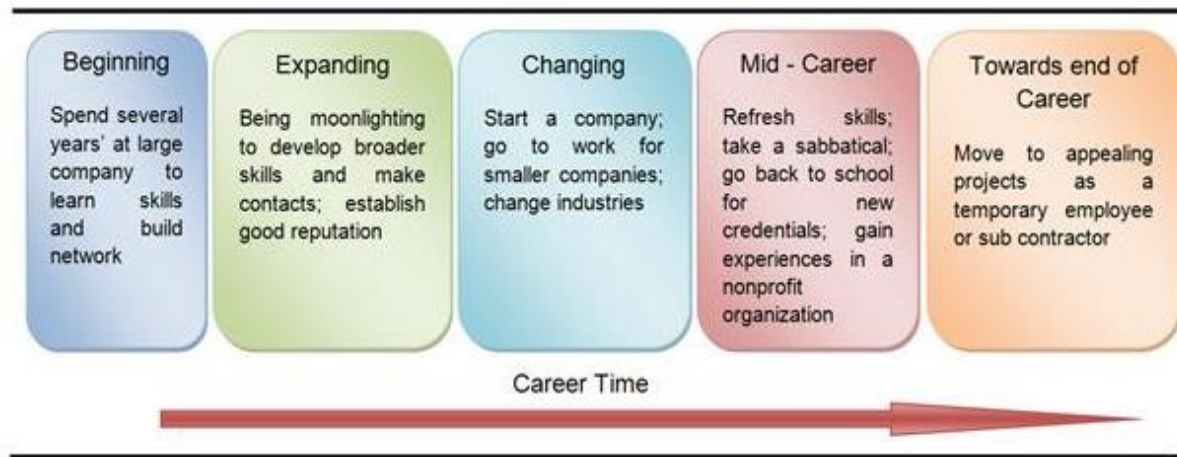 Beginning
Spend several
years' at large
company to
learn skills
and build
network
Expanding
Being moonlighting
to develop broader
skills and make
contacts; establish
good reputation
Changing
Start a company;
go to work for
smaller companies;
change industries
Mid - Career
Refresh skills;
take a sabbatical;
go back to school
for new
credentials; gain
experiences in a
nonprofit
organization
Towards end of
Career
Move to appealing
projects as a
temporary employee
or sub contractor
Career Time